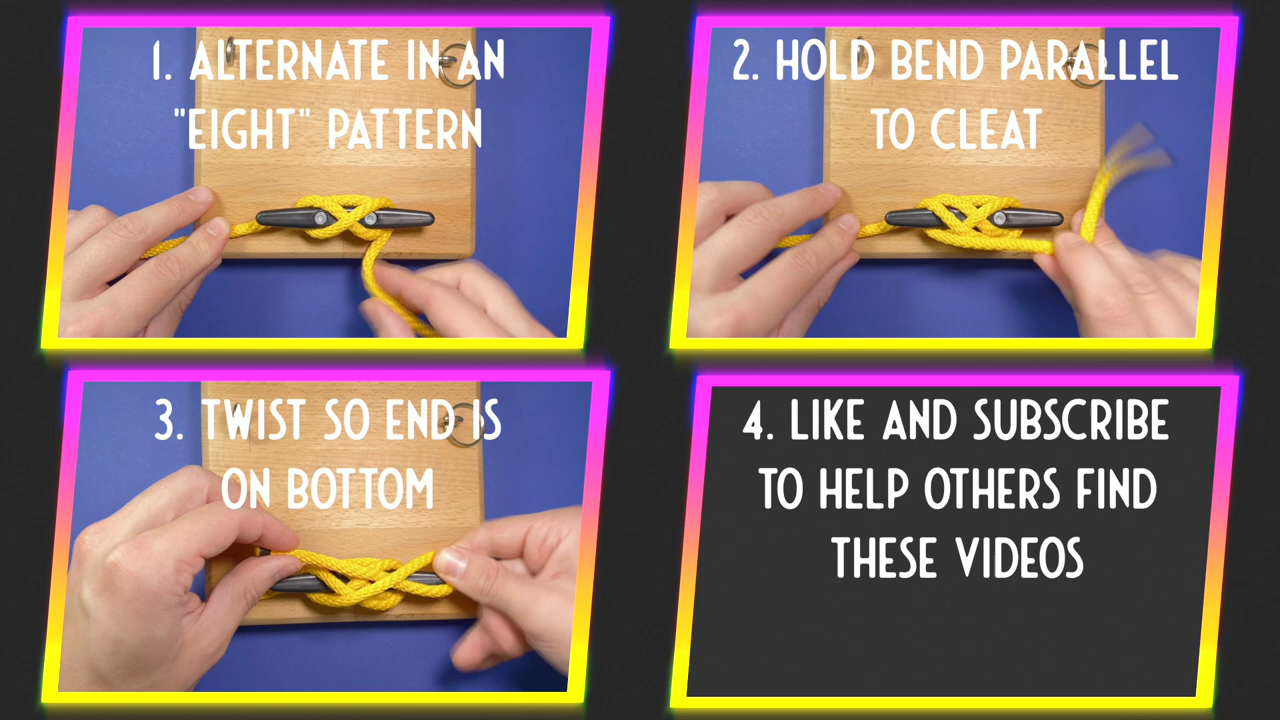 1. ALTERNATE IN AN
"EIGHT" PATTERN
2. HOLD BEND PARALLEL
TO CLEAT
3. TWIST SO END IS
ON BOTTOM
4. LIKE AND SUBSCRIBE
TO HELP OTHERS FIND
THESE VIDEOS